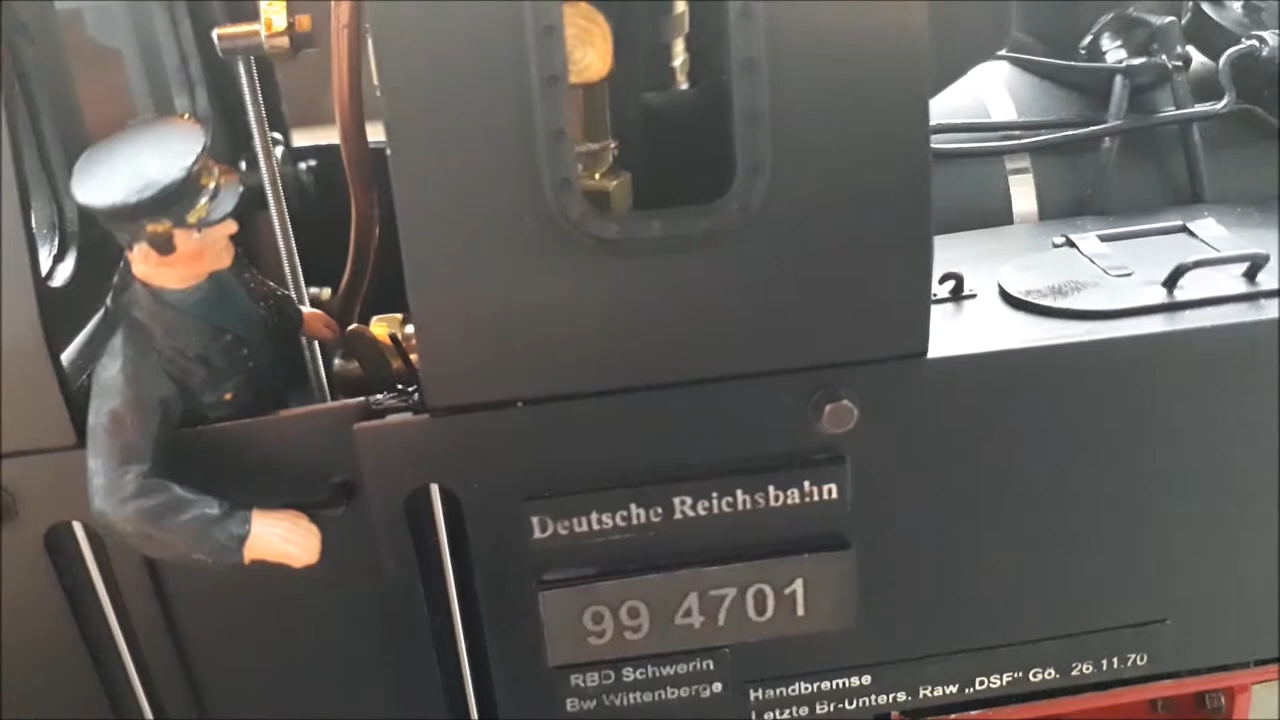 Deutsche Reichsbahn
99 4701
RBD Schwerin
Bw Wittenberge
Handbremse
Letzte Br-Unters. Raw „DSF“ Gö. 26.11.70